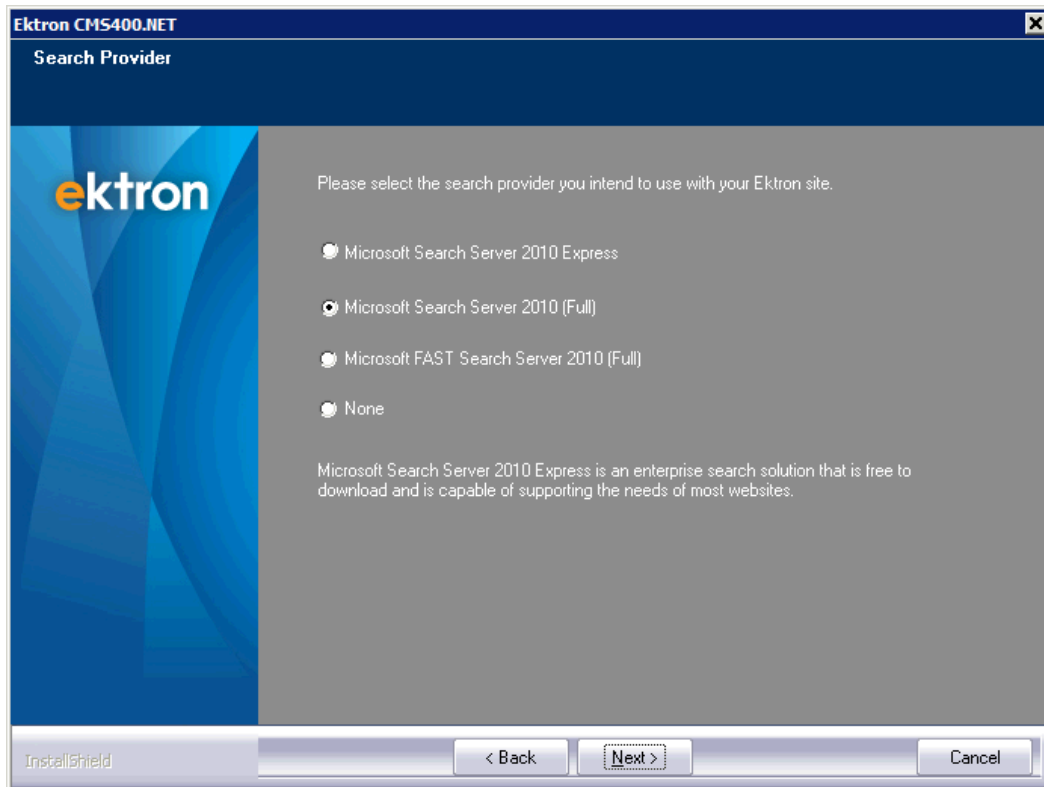 Ektron CMS400.NET
Search Provider
ektron
Please select the search provider you intend to use with your Ektron site.
Microsoft Search Server 2010 Express
Microsoft Search Server 2010 (Full)
Microsoft FAST Search Server 2010 (Full)
None
Microsoft Search Server 2010 Express is an enterprise search solution that is free to
download and is capable of supporting the needs of most websites.
InstallShield
< Back
Next >
Cancel